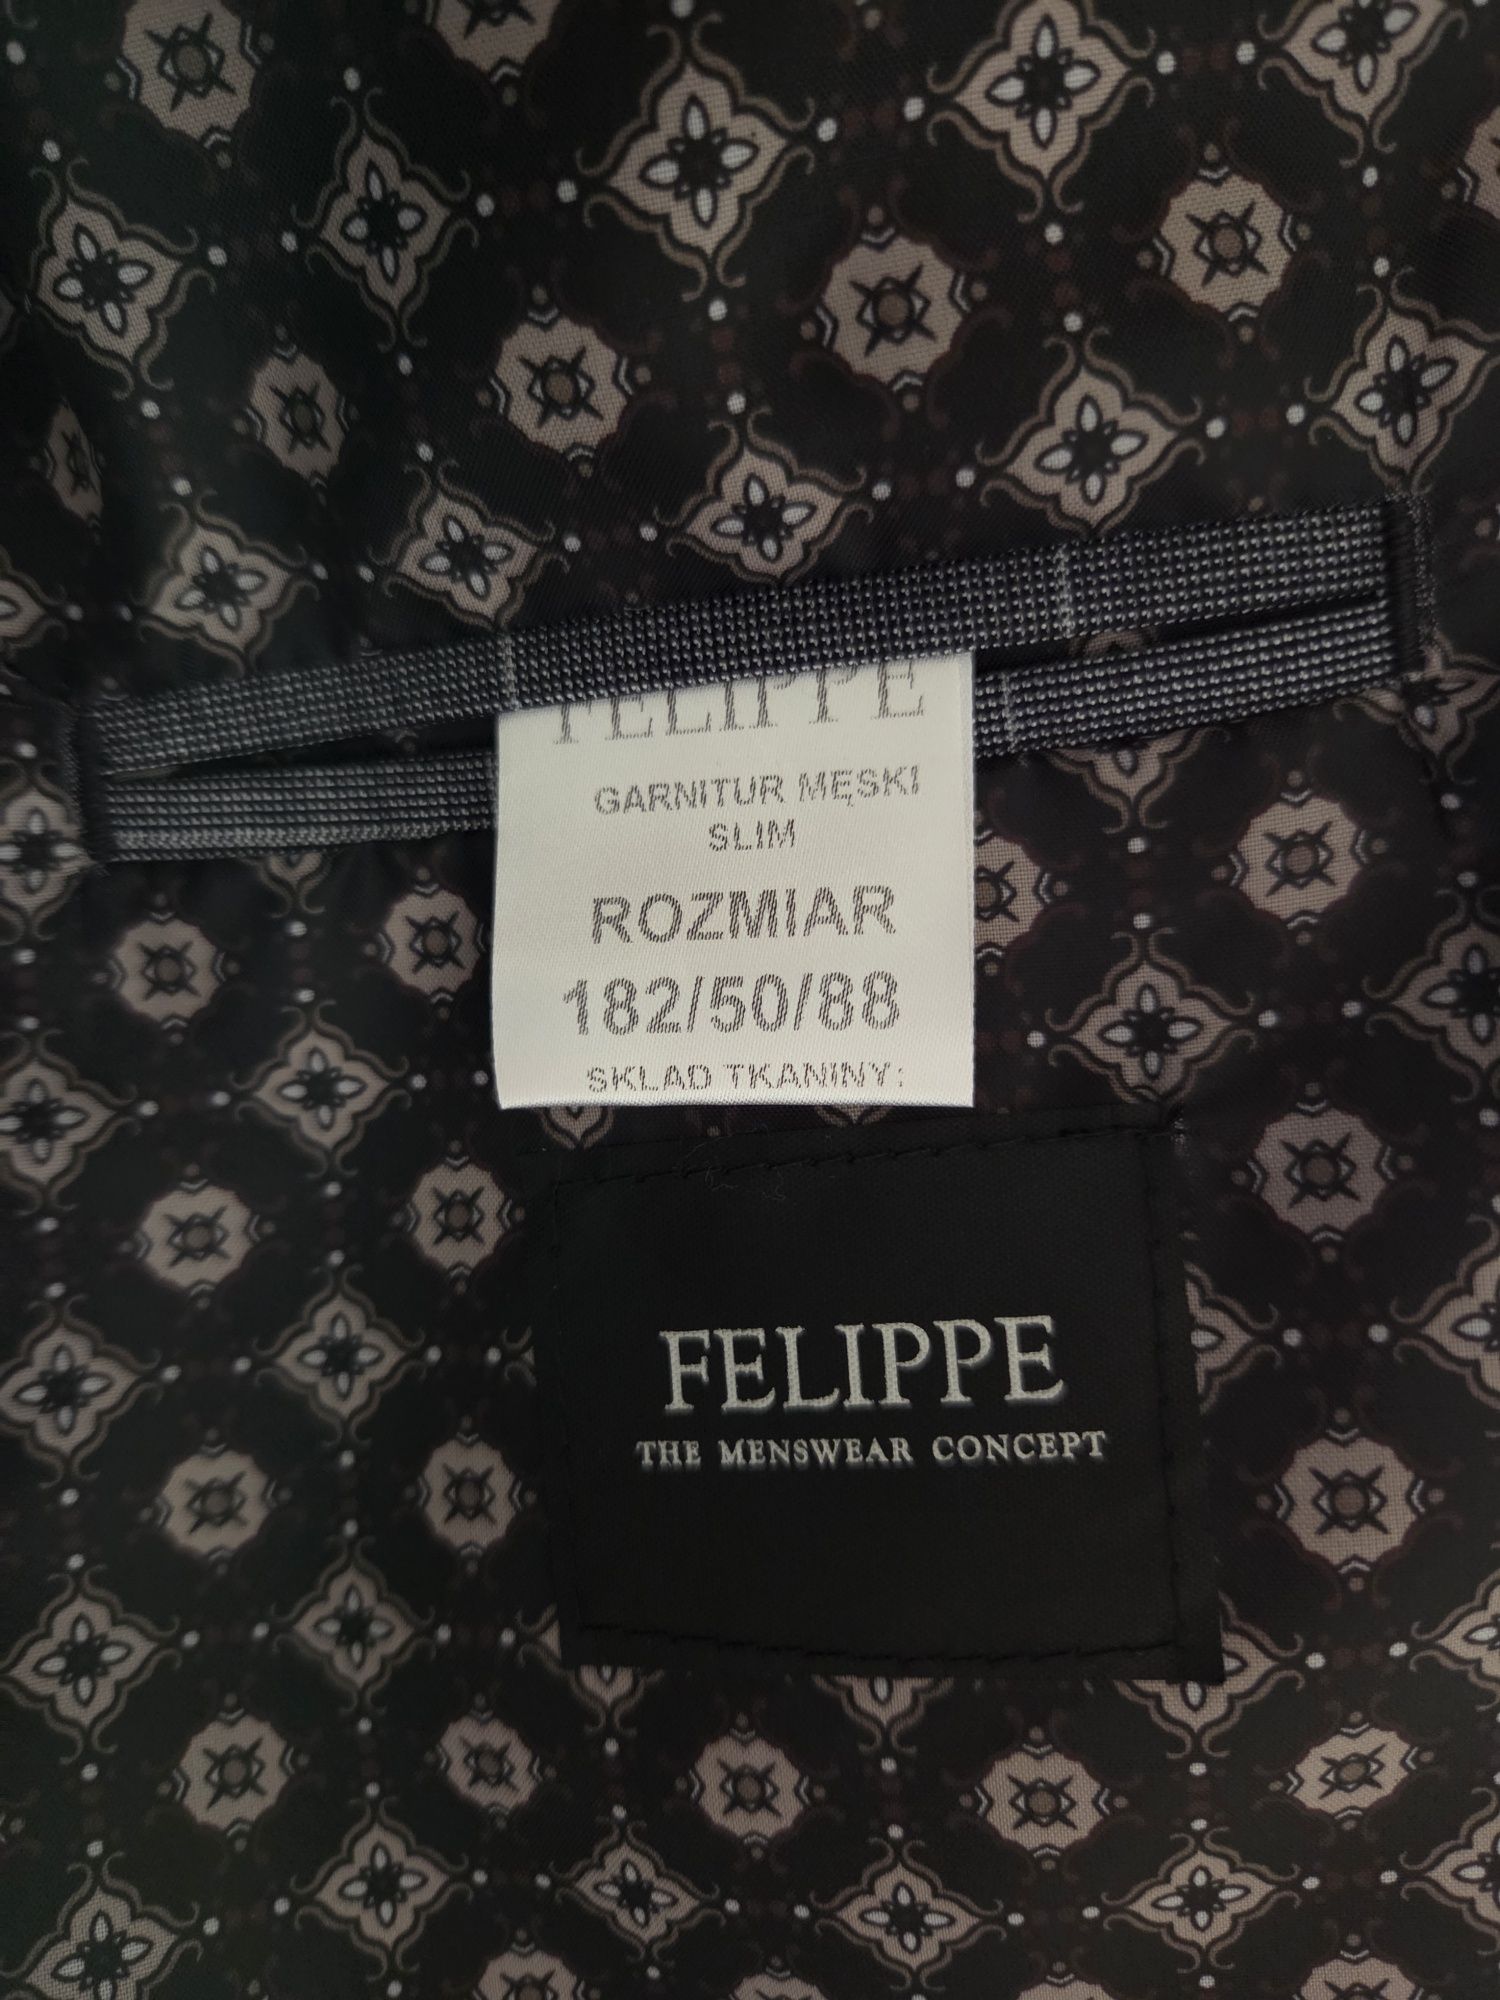 FELIPPE
GARNITUR MĘSKI
SLIM
ROZMIAR
182/50/88
SKLAD TKANINY:
FELIPPE
THE MENSWEAR CONCEPT